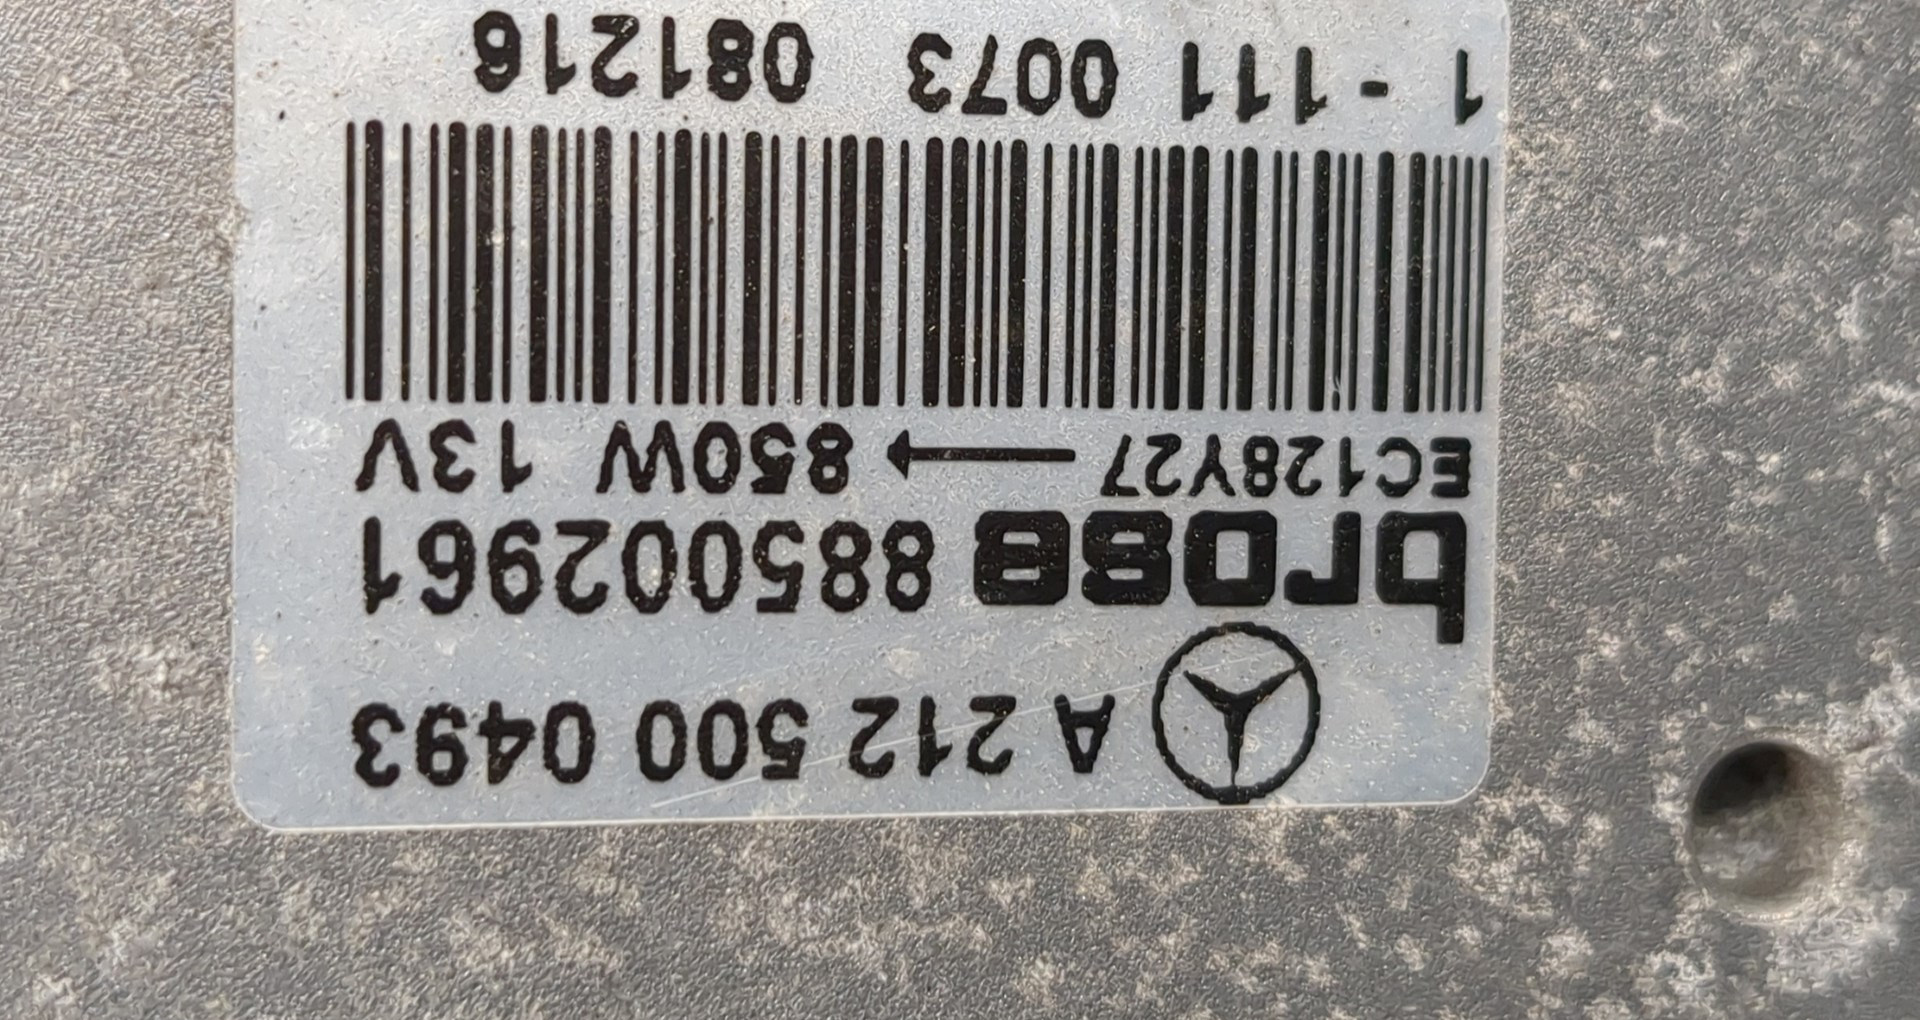 A 212 500 0493
brose 885002961
EC128Y27 → 850W 13V
1 - 111 0073 081216